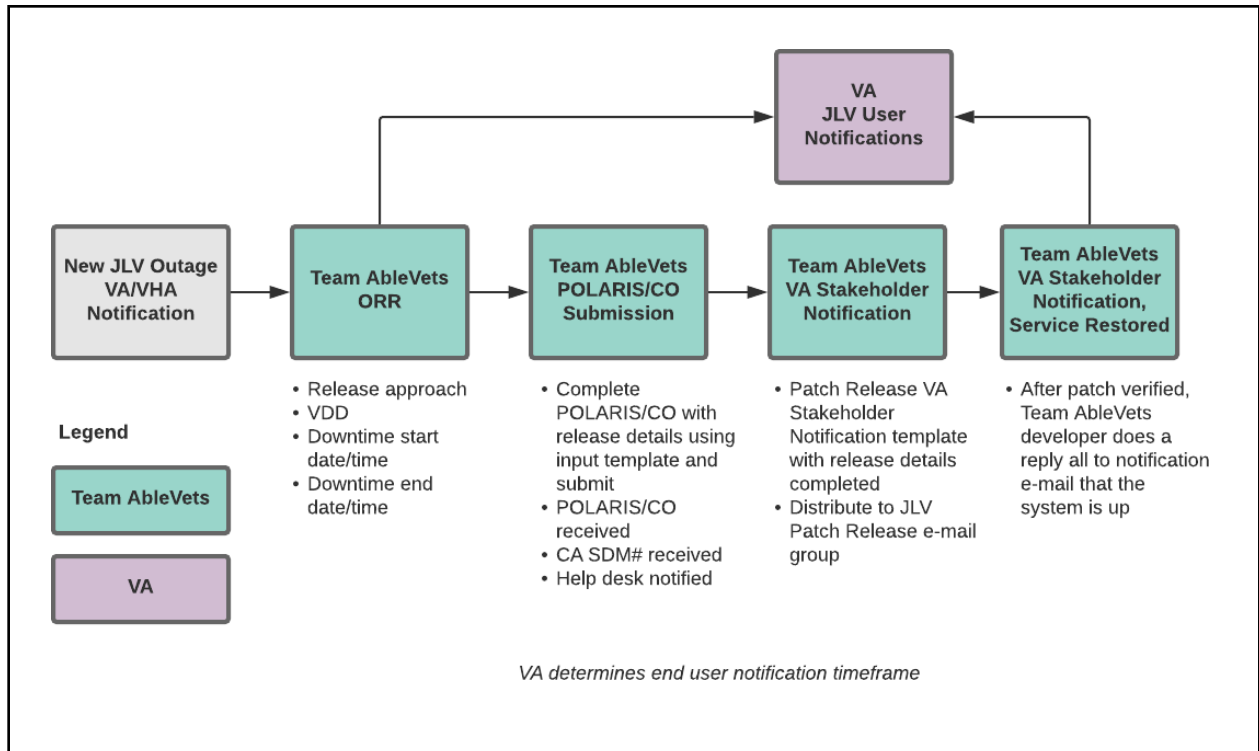 VA
JLV User
Notifications
New JLV Outage
VA/VHA
Notification
Team AbleVets
ORR
Team AbleVets
POLARIS/CO
Submission
Team AbleVets
VA Stakeholder
Notification
Team AbleVets
VA Stakeholder
Notification,
Service Restored
• Release approach
• VDD
• Downtime start
date/time
• Downtime end
date/time
• Complete
POLARIS/CO with
release details using
input template and
submit
• POLARIS/CO
received
• CA SDM# received
• Help desk notified
• Patch Release VA
Stakeholder
Notification template
with release details
completed
• Distribute to JLV
Patch Release e-mail
group
• After patch verified,
Team AbleVets
developer does a
reply all to notification
e-mail that the
system is up
Legend
Team AbleVets
VA
VA determines end user notification timeframe